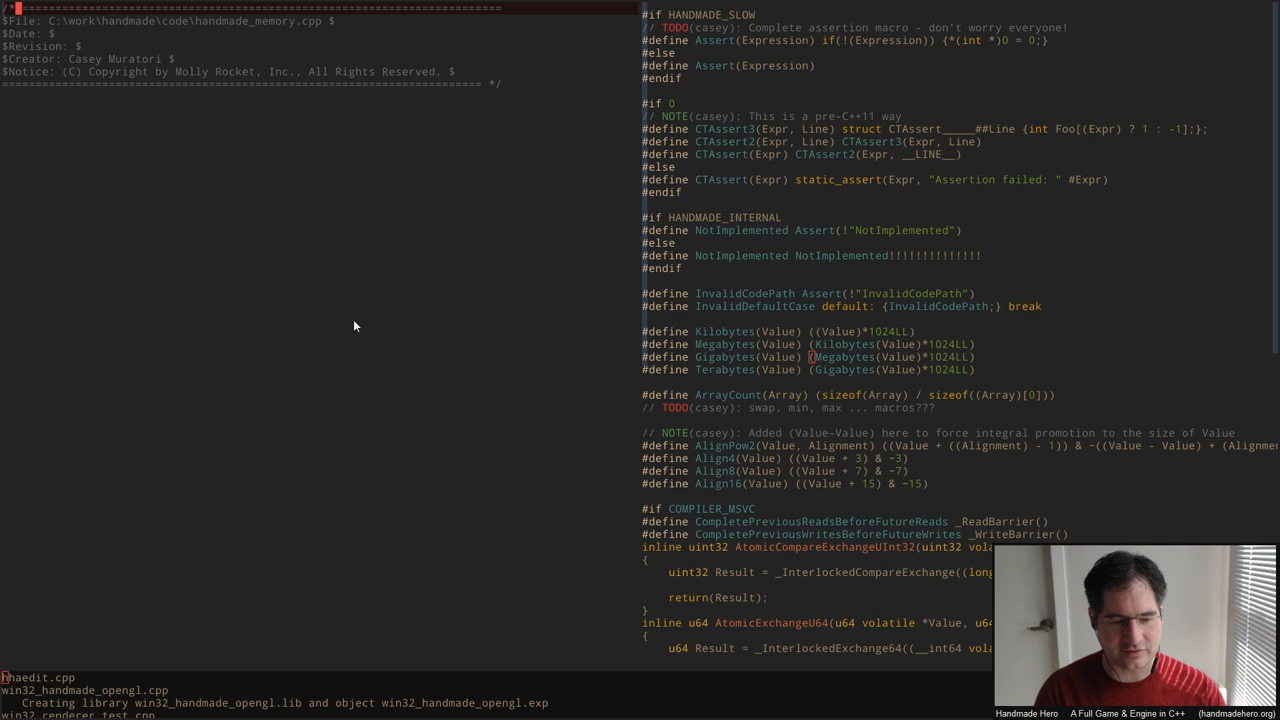 /* ========================================================================
$File: C:\work\handmade\code\handmade_memory.cpp $
$Date: $
$Revision: $
$Creator: Casey Muratori $
$Notice: (C) Copyright by Molly Rocket, Inc., All Rights Reserved. $
======================================================================== */
#if HANDMADE_SLOW
// TODO(casey): Complete assertion macro - don't worry everyone!
#define Assert(Expression) if(!(Expression)) {*(int *)0 = 0;}
#else
#define Assert(Expression)
#endif
#if 0
// NOTE(casey): This is a pre-C++11 way
#define CTAssert3(Expr, Line) struct CTAssert_____##Line {int Foo[(Expr) ? 1 : -1];};
#define CTAssert2(Expr, Line) CTAssert3(Expr, Line)
#define CTAssert(Expr) CTAssert2(Expr, __LINE__)
#else
#define CTAssert(Expr) static_assert(Expr, "Assertion failed: " #Expr)
#endif
#if HANDMADE_INTERNAL
#define NotImplemented Assert(!"NotImplemented")
#else
#define NotImplemented NotImplemented!!!!!!!!!!!!!!
#endif
#define InvalidCodePath Assert(!"InvalidCodePath")
#define InvalidDefaultCase default: {InvalidCodePath;} break
#define Kilobytes(Value) ((Value)*1024LL)
#define Megabytes(Value) (Kilobytes(Value)*1024LL)
#define Gigabytes(Value) (Megabytes(Value)*1024LL)
#define Terabytes(Value) (Gigabytes(Value)*1024LL)
#define ArrayCount(Array) (sizeof(Array) / sizeof((Array)[0]))
// TODO(casey): swap, min, max ... macros???
// NOTE(casey): Added (Value-Value) here to force integral promotion to the size of Value
#define AlignPow2(Value, Alignment) ((Value + ((Alignment) - 1)) & ~((Value - Value) + (Alignme
#define Align4(Value) ((Value + 3) & ~3)
#define Align8(Value) ((Value + 7) & ~7)
#define Align16(Value) ((Value + 15) & ~15)
#if COMPILER_MSVC
#define CompletePreviousReadsBeforeFutureReads _ReadBarrier()
#define CompletePreviousWritesBeforeFutureWrites _WriteBarrier()
inline uint32 AtomicCompareExchangeUInt32(uint32 vola
{
uint32 Result = _InterlockedCompareExchange((long
return(Result);
}
inline u64 AtomicExchangeU64(u64 volatile *Value, u64
{
u64 Result = _InterlockedExchange64((__int64 vola
hhaedit.cpp
win32_handmade_opengl.cpp
Creating library win32_handmade_opengl.lib and object win32_handmade_opengl.exp
win32_renderer_test.cpp
Handmade Hero A Full Game & Engine in C++ (handmadehero.org)